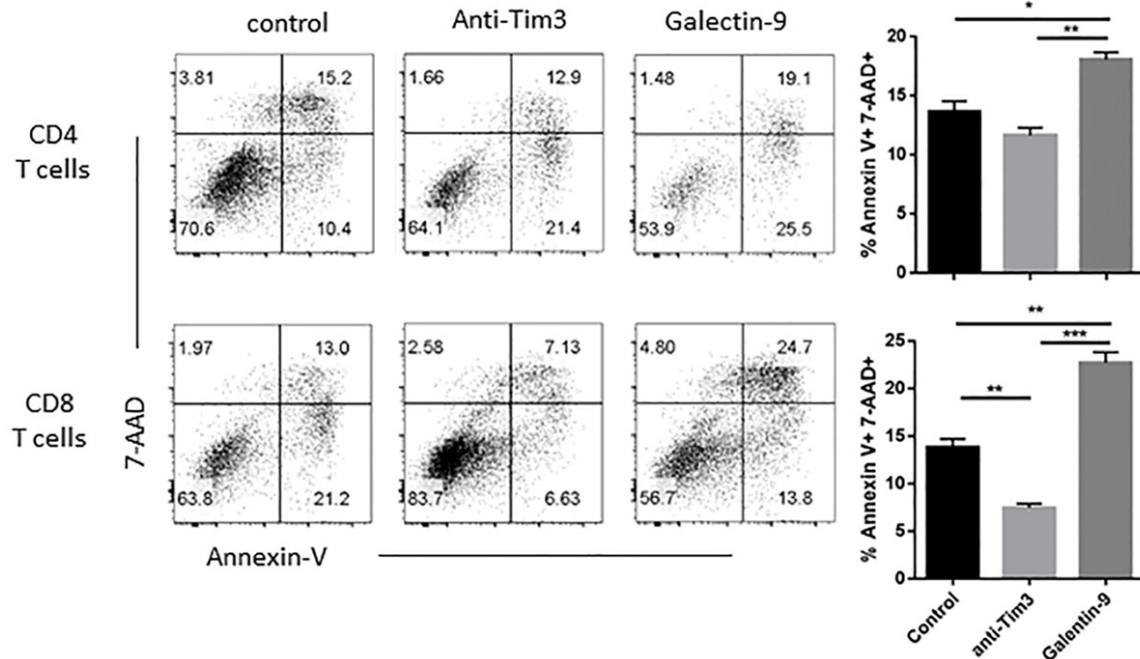 control
Anti-Tim3
Galectin-9
*
**
CD4
T cells
3.81
15.2
70.6
10.4
1.66
12.9
64.1
21.4
1.48
19.1
53.9
25.5
% Annexin V+ 7-AAD+
20
15
10
5
0
**
***
**
CD8
T cells
7-AAD
1.97
13.0
63.8
21.2
2.58
7.13
83.7
6.63
4.80
24.7
56.7
13.8
Annexin-V
% Annexin V+ 7-AAD+
25
20
15
10
5
0
Control
anti-Tim3
Galentin-9